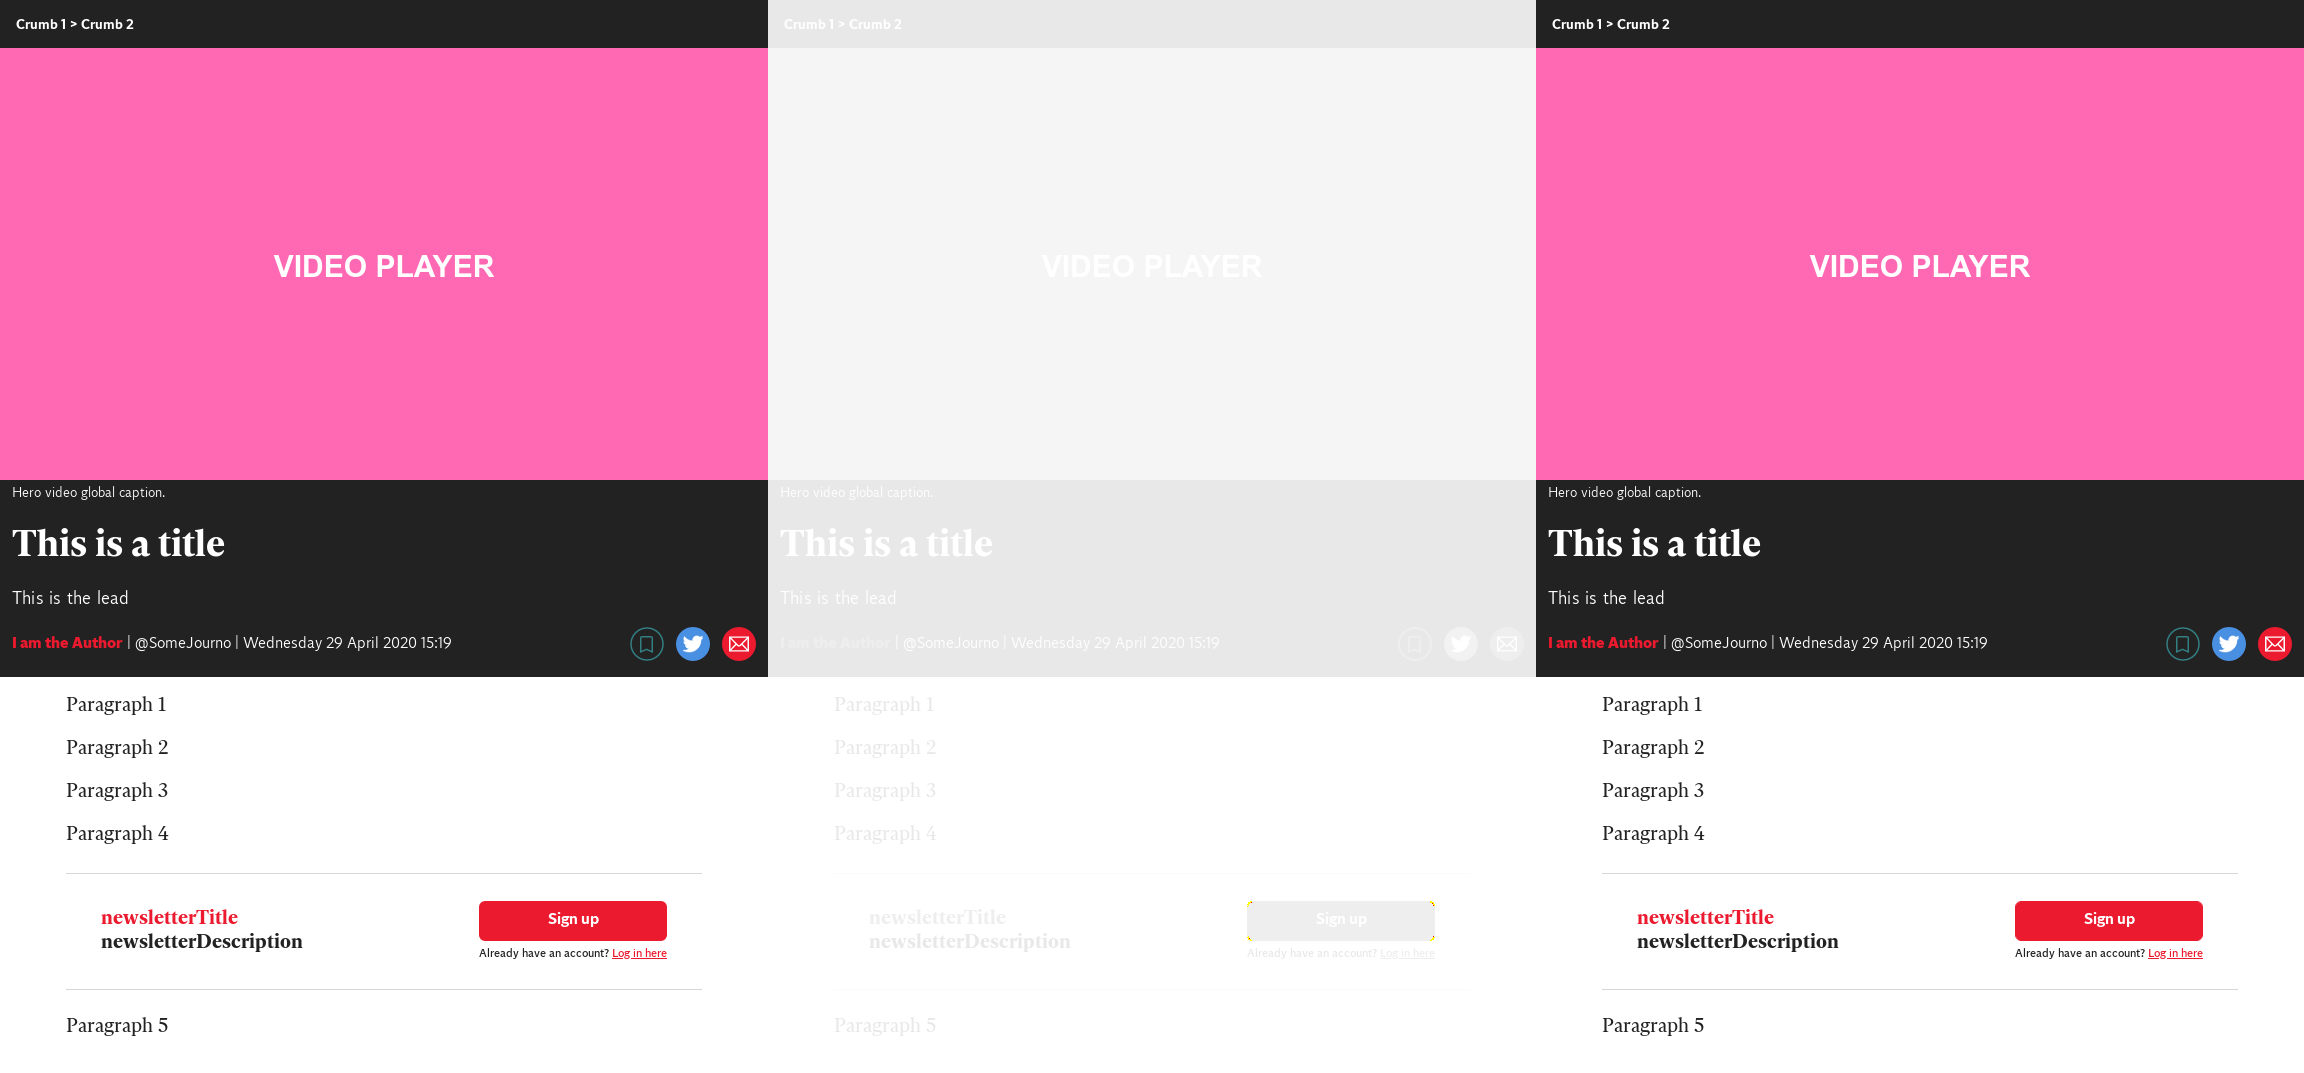 Crumb 1 > Crumb 2
VIDEO PLAYER
Hero video global caption.
This is a title
This is the lead
I am the Author | @SomeJourno | Wednesday 29 April 2020 15:19
Paragraph 1
Paragraph 2
Paragraph 3
Paragraph 4
newsletterTitle
newsletterDescription
Sign up
Already have an account? Log in here
Paragraph 5
Crumb 1 > Crumb 2
VIDEO PLAYER
Hero video global caption.
This is a title
This is the lead
I am the Author | @SomeJourno | Wednesday 29 April 2020 15:19
Paragraph 1
Paragraph 2
Paragraph 3
Paragraph 4
newsletterTitle
newsletterDescription
Sign up
Already have an account? Log in here
Paragraph 5
Crumb 1 > Crumb 2
VIDEO PLAYER
Hero video global caption.
This is a title
This is the lead
I am the Author | @SomeJourno | Wednesday 29 April 2020 15:19
Paragraph 1
Paragraph 2
Paragraph 3
Paragraph 4
newsletterTitle
newsletterDescription
Sign up
Already have an account? Log in here
Paragraph 5